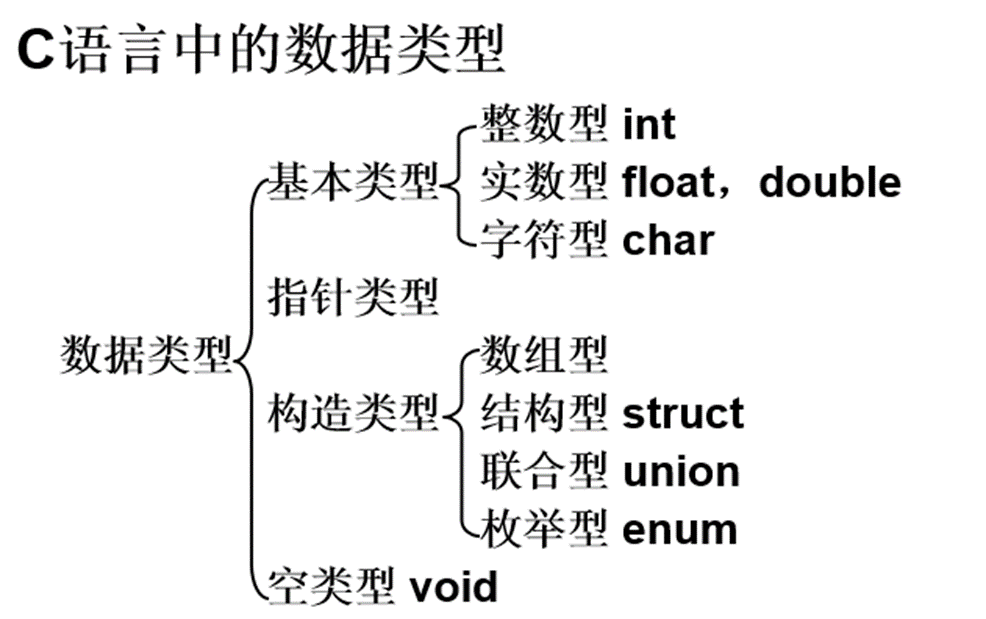 C语言中的数据类型
整数型 int
基本类型 实数型 float，double
字符型 char
指针类型
数据类型 数组型
构造类型 结构型 struct
联合型 union
枚举型 enum
空类型 void